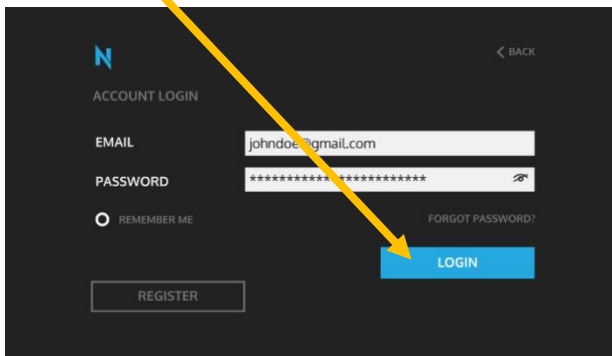 N
< BACK
ACCOUNT LOGIN
EMAIL johndoe@gmail.com
PASSWORD ************************
REMEMBER ME FORGOT PASSWORD?
LOGIN
REGISTER